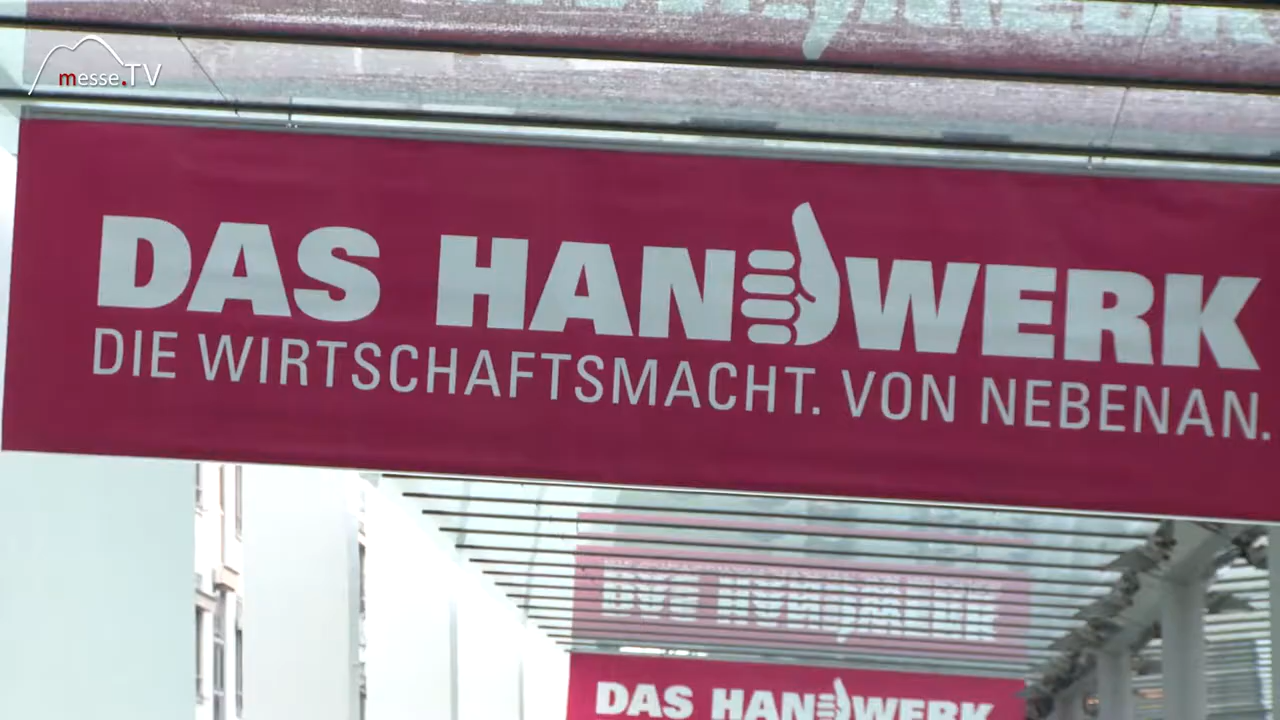 messe.TV
DAS HANDWERK
DIE WIRTSCHAFTSMACHT. VON NEBENAN.
DAS HANDWERK